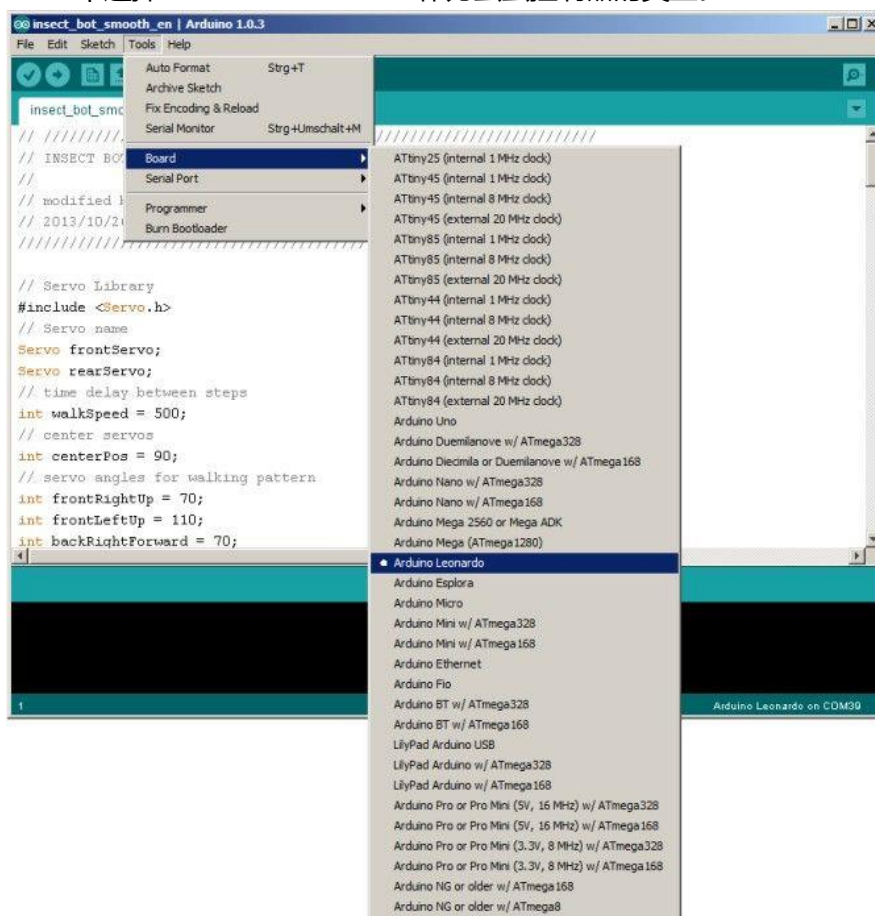 insect_bot_smooth_en | Arduino 1.0.3
File Edit Sketch Tools Help
Auto Format Strg+T
Archive Sketch
Fix Encoding & Reload
Serial Monitor Strg+Umschalt+M
Board
Serial Port
Programmer
Burn Bootloader
insect_bot_smo
// INSECT BO
//
// modified
// 2013/10/2
// Servo Library
#include <Servo.h>
// Servo name
Servo frontServo;
Servo rearServo;
// time delay between steps
int walkSpeed = 500;
// center servos
int centerPos = 90;
// servo angles for walking pattern
int frontRightUp = 70;
int frontLeftUp = 110;
int backRightForward = 70;
ATtiny25 (internal 1 MHz clock)
ATtiny45 (internal 1 MHz clock)
ATtiny45 (internal 8 MHz clock)
ATtiny45 (external 20 MHz clock)
ATtiny85 (internal 1 MHz clock)
ATtiny85 (internal 8 MHz clock)
ATtiny85 (external 20 MHz clock)
ATtiny44 (internal 1 MHz clock)
ATtiny44 (internal 8 MHz clock)
ATtiny44 (external 20 MHz clock)
ATtiny84 (internal 1 MHz clock)
ATtiny84 (internal 8 MHz clock)
ATtiny84 (external 20 MHz clock)
Arduino Uno
Arduino Duemilanove w/ ATmega328
Arduino Diecimila or Duemilanove w/ ATmega168
Arduino Nano w/ ATmega328
Arduino Nano w/ ATmega168
Arduino Mega 2560 or Mega ADK
Arduino Mega (ATmega1280)
Arduino Leonardo
Arduino Esplora
Arduino Micro
Arduino Mini w/ ATmega328
Arduino Mini w/ ATmega168
Arduino Ethernet
Arduino Fio
Arduino BT w/ ATmega328
Arduino BT w/ ATmega168
LilyPad Arduino USB
LilyPad Arduino w/ ATmega328
LilyPad Arduino w/ ATmega168
Arduino Pro or Pro Mini (5V, 16 MHz) w/ ATmega328
Arduino Pro or Pro Mini (5V, 16 MHz) w/ ATmega168
Arduino Pro or Pro Mini (3.3V, 8 MHz) w/ ATmega328
Arduino Pro or Pro Mini (3.3V, 8 MHz) w/ ATmega168
Arduino NG or older w/ ATmega168
Arduino NG or older w/ ATmega8
1 Arduino Leonardo on COM39